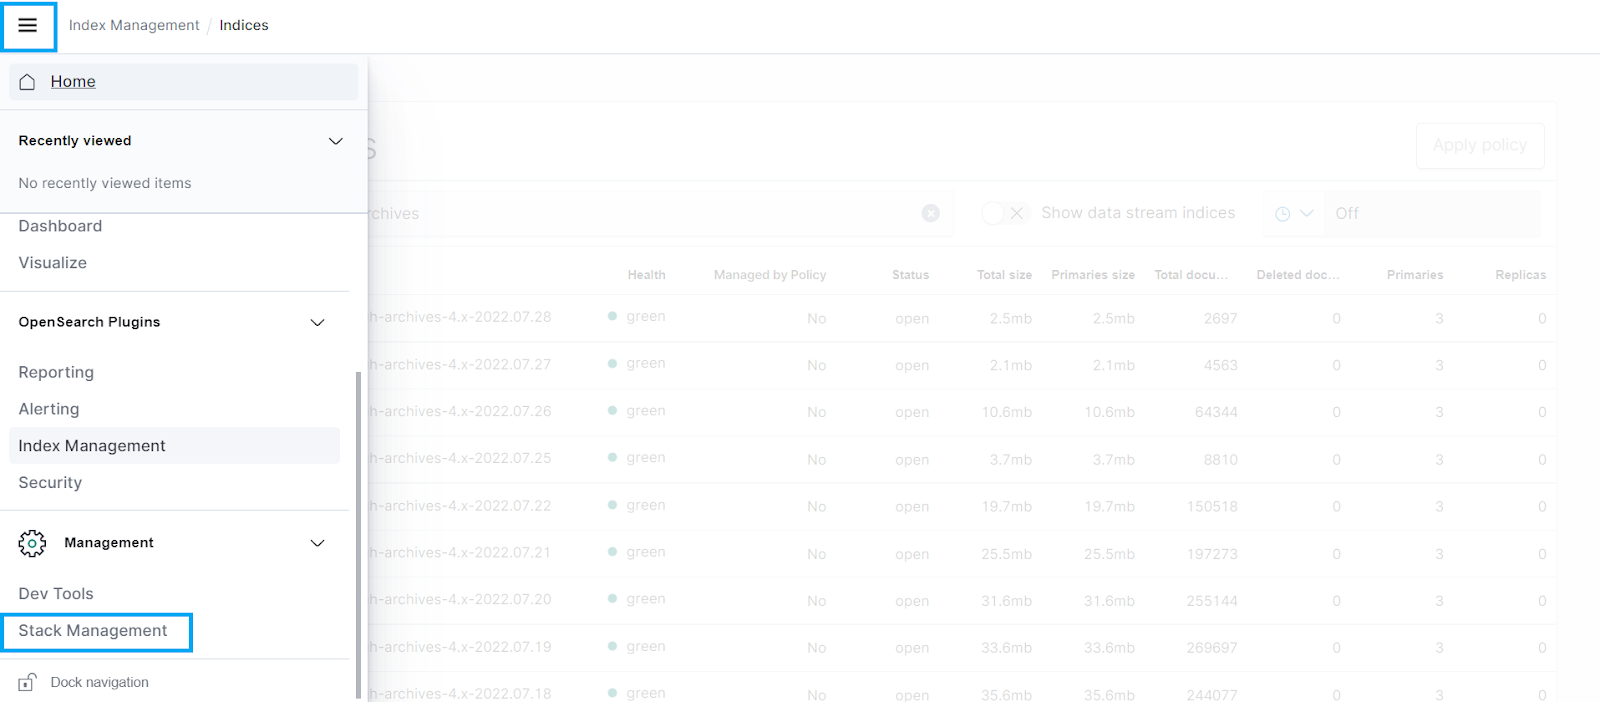 Index Management / Indices
Home
Recently viewed
No recently viewed items
Dashboard
Visualize
OpenSearch Plugins
Reporting
Alerting
Index Management
Security
Management
Dev Tools
Stack Management
Dock navigation
s
Apply policy
chives
Show data stream indices
Off
Health Managed by Policy Status Total size Primaries size Total docu... Deleted doc... Primaries Replicas
h-archives-4.x-2022.07.28 green No open 2.5mb 2.5mb 2697 0 3 0
h-archives-4.x-2022.07.27 green No open 2.1mb 2.1mb 4563 0 3 0
h-archives-4.x-2022.07.26 green No open 10.6mb 10.6mb 64344 0 3 0
h-archives-4.x-2022.07.25 green No open 3.7mb 3.7mb 8810 0 3 0
h-archives-4.x-2022.07.22 green No open 19.7mb 19.7mb 150518 0 3 0
h-archives-4.x-2022.07.21 green No open 25.5mb 25.5mb 197273 0 3 0
h-archives-4.x-2022.07.20 green No open 31.6mb 31.6mb 255144 0 3 0
h-archives-4.x-2022.07.19 green No open 33.6mb 33.6mb 269697 0 3 0
h-archives-4.x-2022.07.18 green No open 35.6mb 35.6mb 244077 0 3 0